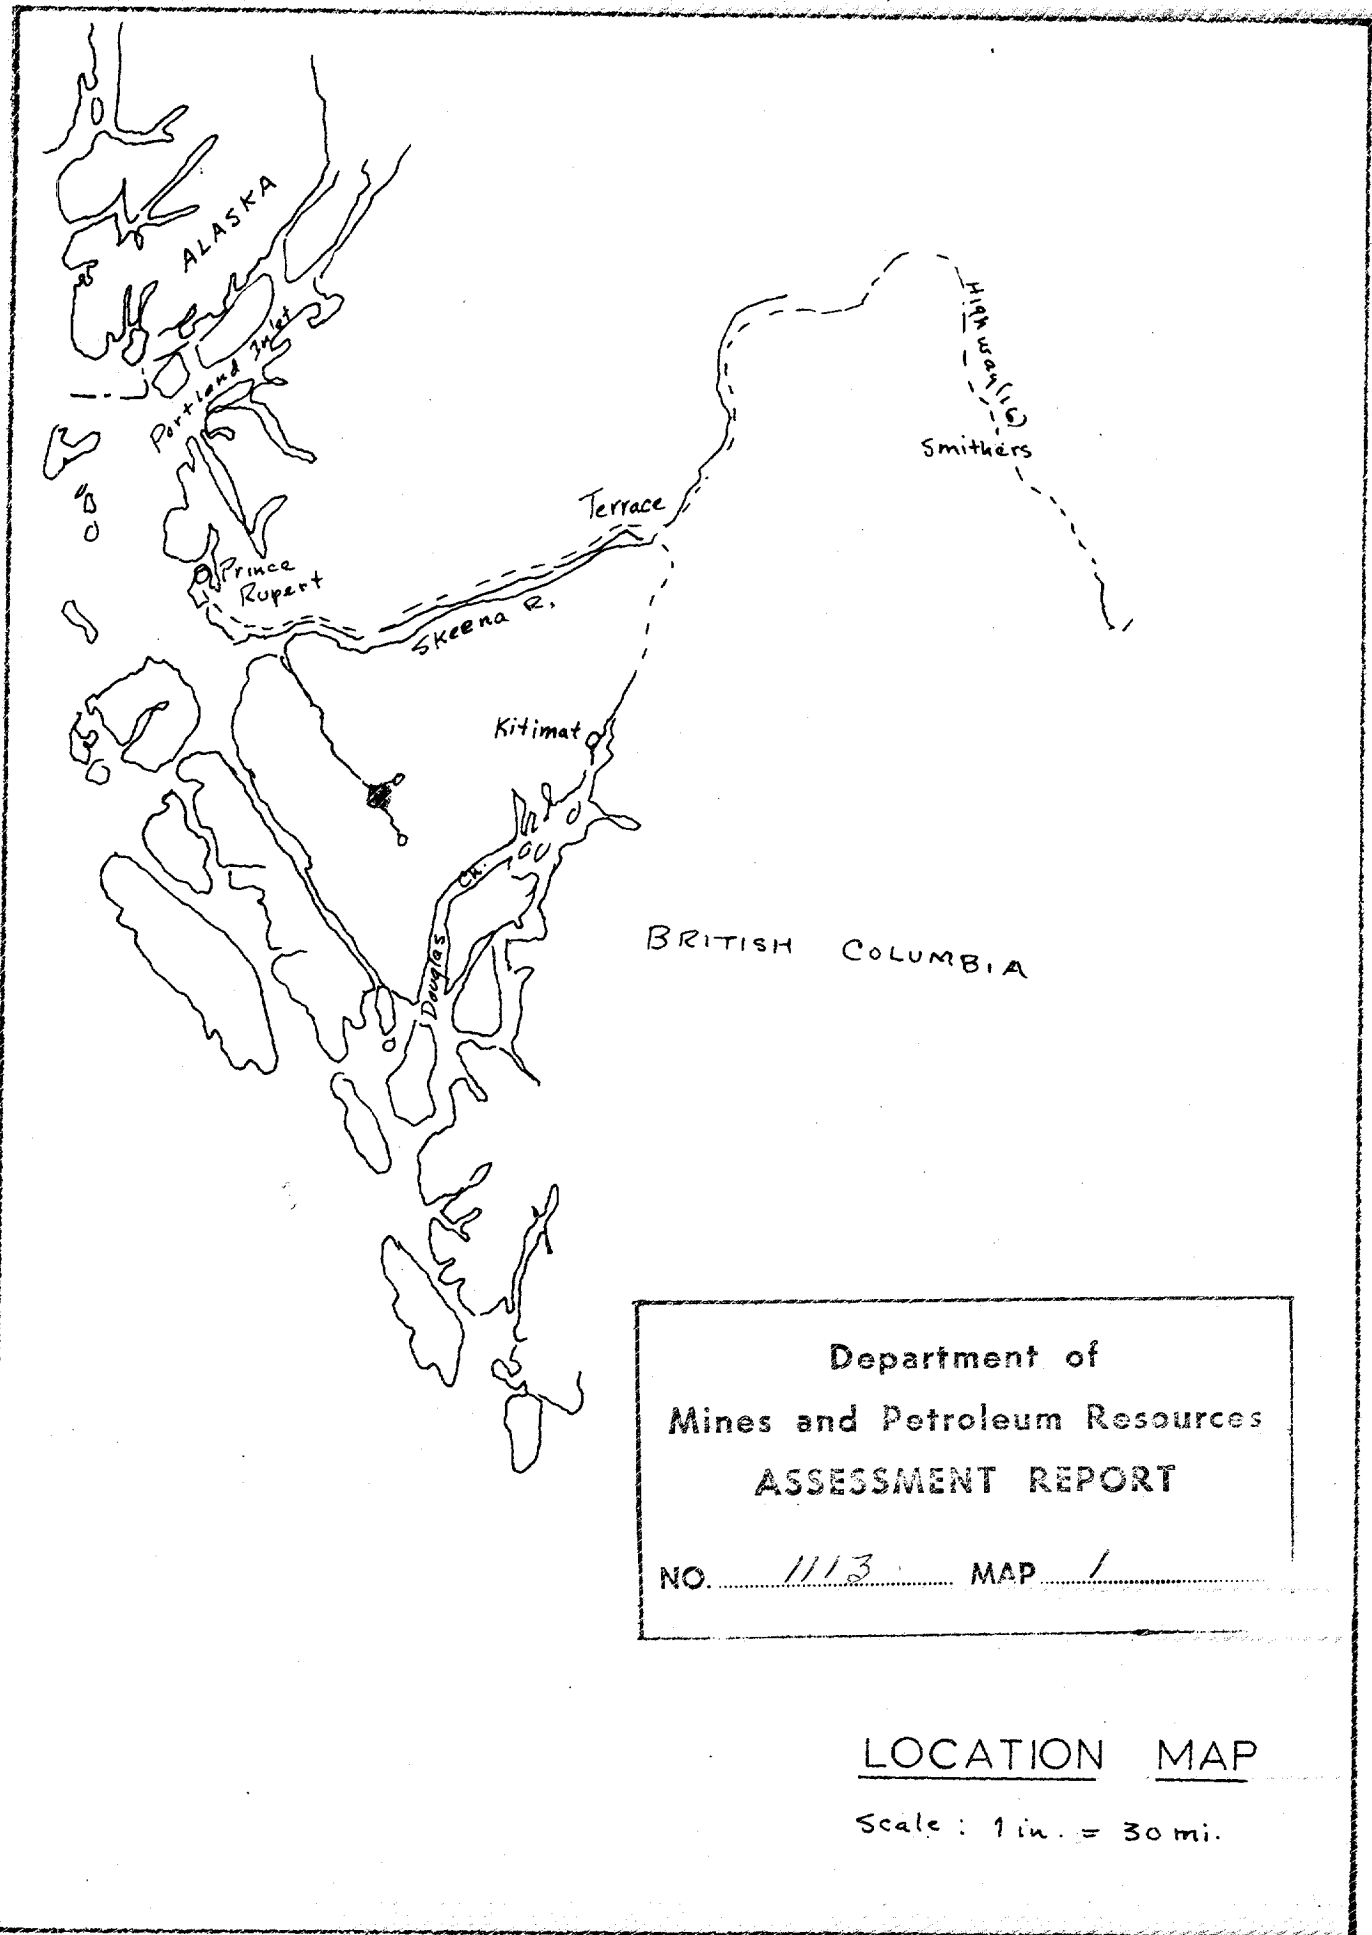 ALASKA
Portland Inlet
Highway (16)
Smithers
Terrace
Prince
Rupert
Skeena R.
Kitimat
Douglas Ch.
BRITISH COLUMBIA
Department of
Mines and Petroleum Resources
ASSESSMENT REPORT
NO. 1113 MAP 1
LOCATION MAP
Scale : 1 in. = 30 mi.